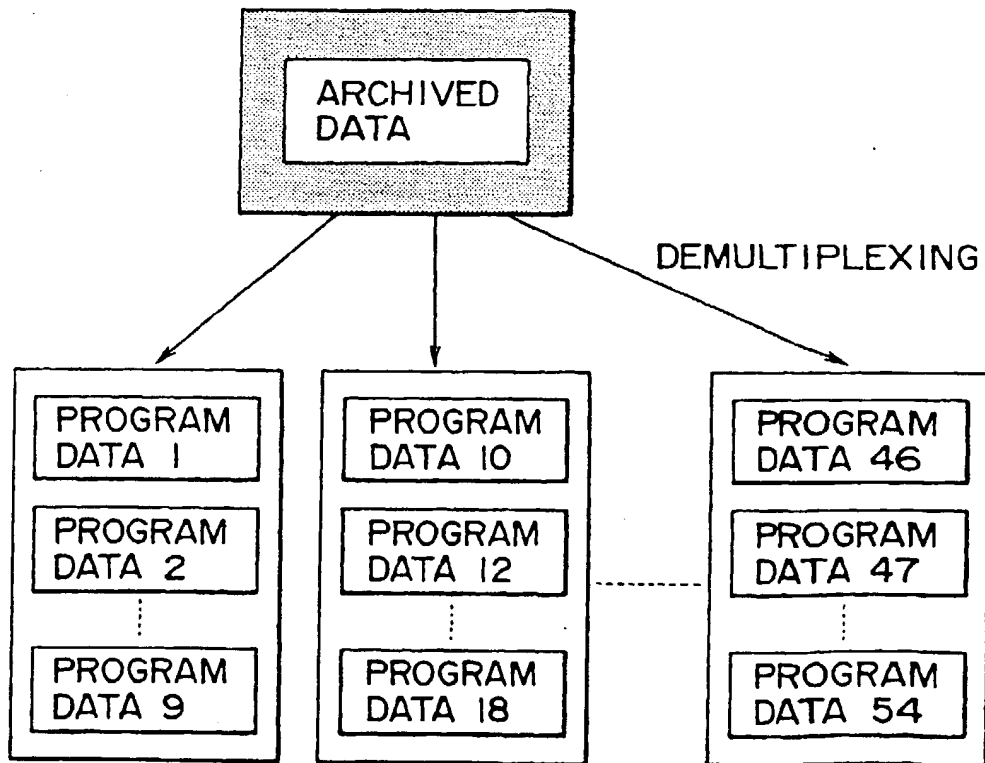 ARCHIVED
DATA
DEMULTIPLEXING
PROGRAM
DATA 1
PROGRAM
DATA 2
PROGRAM
DATA 9
PROGRAM
DATA 10
PROGRAM
DATA 12
PROGRAM
DATA 18
PROGRAM
DATA 46
PROGRAM
DATA 47
PROGRAM
DATA 54